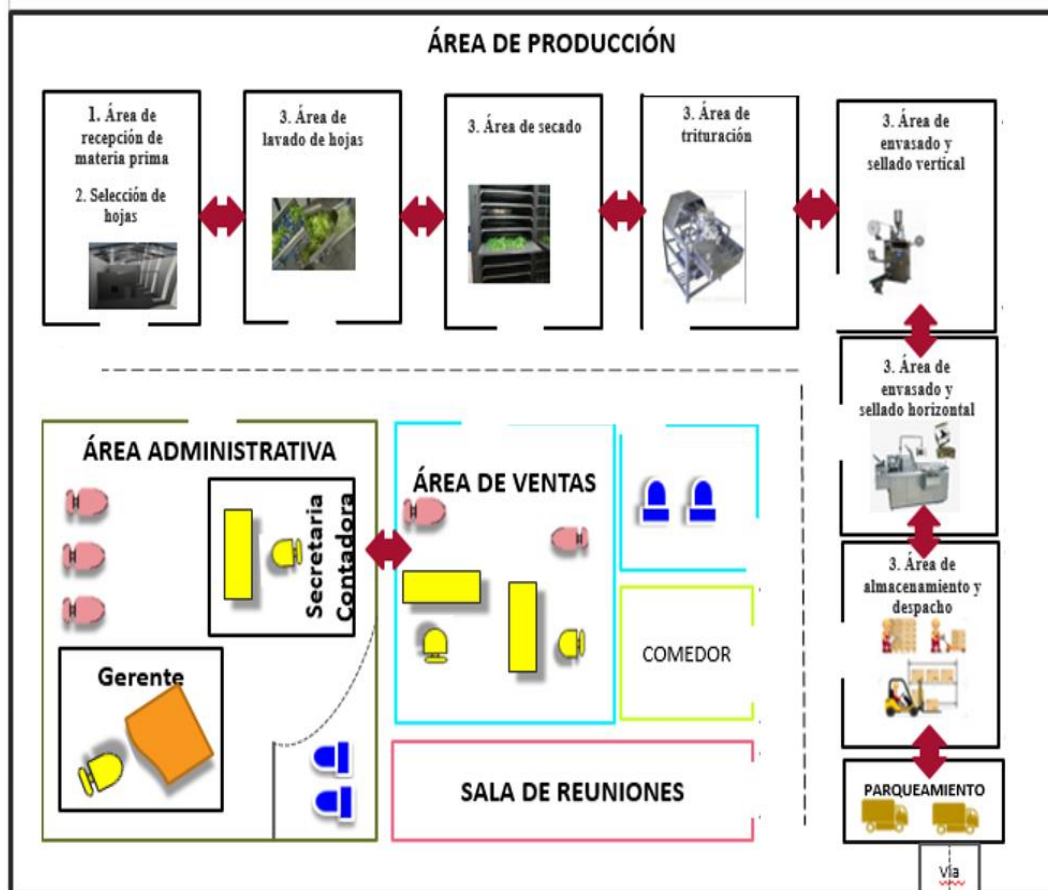 ÁREA DE PRODUCCIÓN
1. Área de
recepción de
materia prima
2. Selección de
hojas
3. Área de
lavado de hojas
3. Área de secado
3. Área de
trituración
3. Área de
envasado y
sellado vertical
3. Área de
envasado y
sellado horizontal
3. Área de
almacenamiento y
despacho
PARQUEAMIENTO
Vía
ÁREA ADMINISTRATIVA
Secretaria
Contadora
Gerente
ÁREA DE VENTAS
COMEDOR
SALA DE REUNIONES